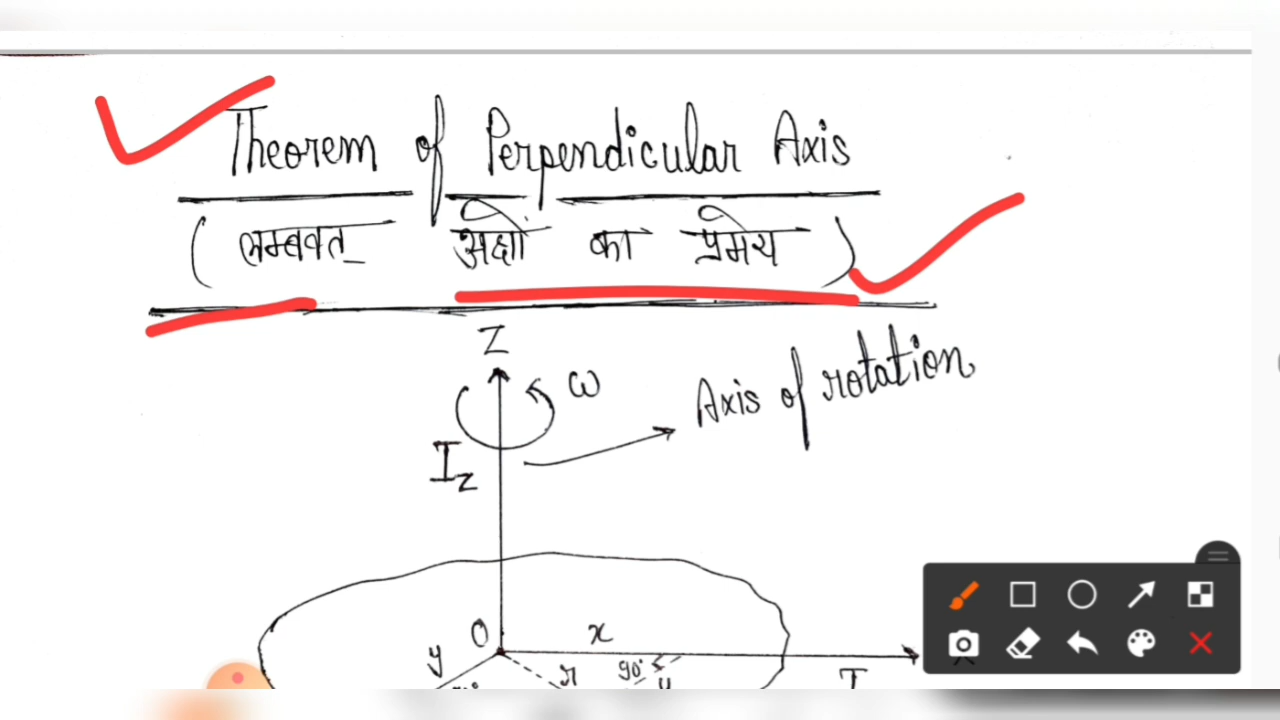 Theorem of Perpendicular Axis
( लम्बवत अक्षों का प्रमेय )
Z
ω
Axis of rotation
Iz
O
x
y
90°
r